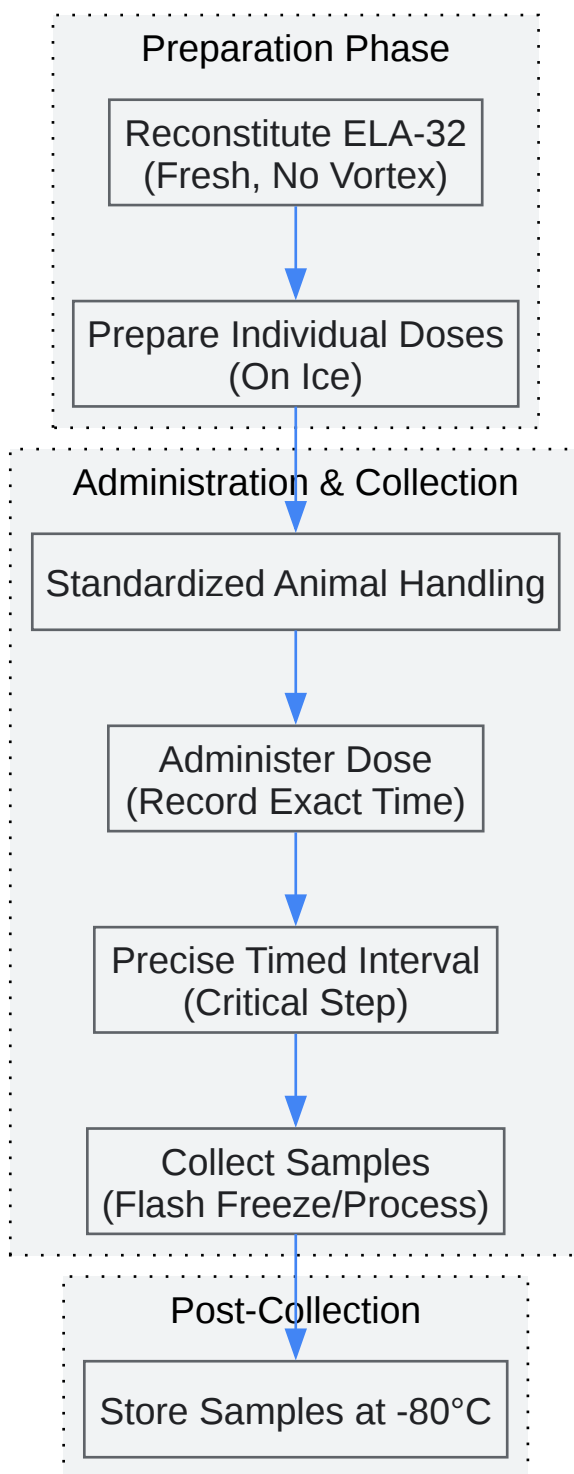 Preparation Phase
Reconstitute ELA-32
(Fresh, No Vortex)
Prepare Individual Doses
(On Ice)
Administration & Collection
Standardized Animal Handling
Administer Dose
(Record Exact Time)
Precise Timed Interval
(Critical Step)
Collect Samples
(Flash Freeze/Process)
Post-Collection
Store Samples at -80°C